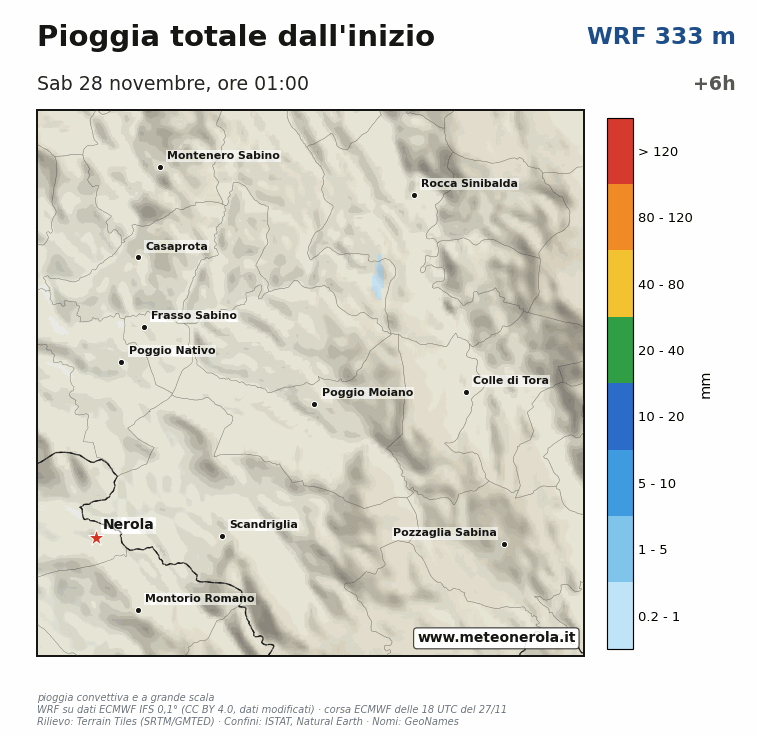 Pioggia totale dall'inizio
WRF 333 m
Sab 28 novembre, ore 01:00
+6h
Montenero Sabino
Rocca Sinibalda
Casaprota
Frasso Sabino
Poggio Nativo
Colle di Tora
Poggio Moiano
Nerola
Scandriglia
Pozzaglia Sabina
Montorio Romano
www.meteonerola.it
> 120
80 - 120
40 - 80
20 - 40
10 - 20
5 - 10
1 - 5
0.2 - 1
mm
pioggia convettiva e a grande scala
WRF su dati ECMWF IFS 0,1° (CC BY 4.0, dati modificati) · corsa ECMWF delle 18 UTC del 27/11
Rilievo: Terrain Tiles (SRTM/GMTED) · Confini: ISTAT, Natural Earth · Nomi: GeoNames